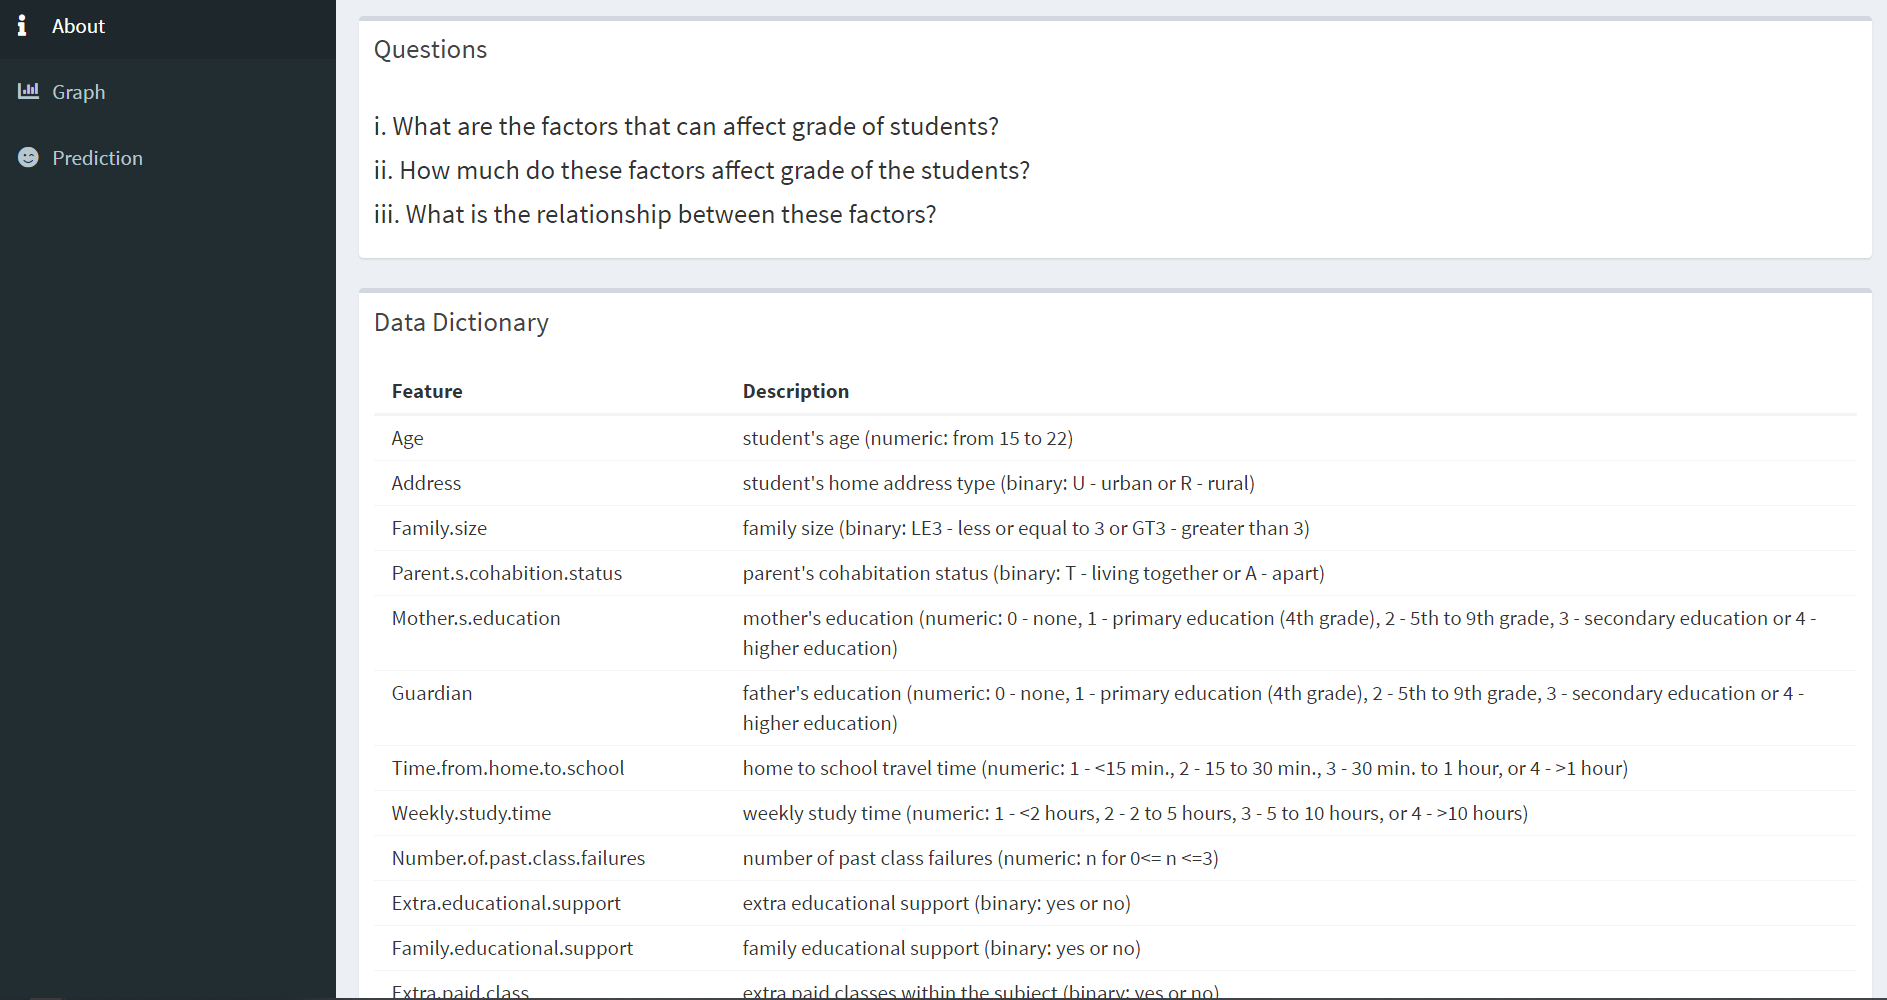 About
Graph
Prediction
Questions
i. What are the factors that can affect grade of students?
ii. How much do these factors affect grade of the students?
iii. What is the relationship between these factors?
Data Dictionary
Feature Description
Age student's age (numeric: from 15 to 22)
Address student's home address type (binary: U - urban or R - rural)
Family.size family size (binary: LE3 - less or equal to 3 or GT3 - greater than 3)
Parent.s.cohabition.status parent's cohabitation status (binary: T - living together or A - apart)
Mother.s.education mother's education (numeric: 0 - none, 1 - primary education (4th grade), 2 - 5th to 9th grade, 3 - secondary education or 4 -
higher education)
Guardian father's education (numeric: 0 - none, 1 - primary education (4th grade), 2 - 5th to 9th grade, 3 - secondary education or 4 -
higher education)
Time.from.home.to.school home to school travel time (numeric: 1 - <15 min., 2 - 15 to 30 min., 3 - 30 min. to 1 hour, or 4 - >1 hour)
Weekly.study.time weekly study time (numeric: 1 - <2 hours, 2 - 2 to 5 hours, 3 - 5 to 10 hours, or 4 - >10 hours)
Number.of.past.class.failures number of past class failures (numeric: n for 0<= n <=3)
Extra.educational.support extra educational support (binary: yes or no)
Family.educational.support family educational support (binary: yes or no)
Extra.paid.class extra paid classes within the subject (binary: yes or no)